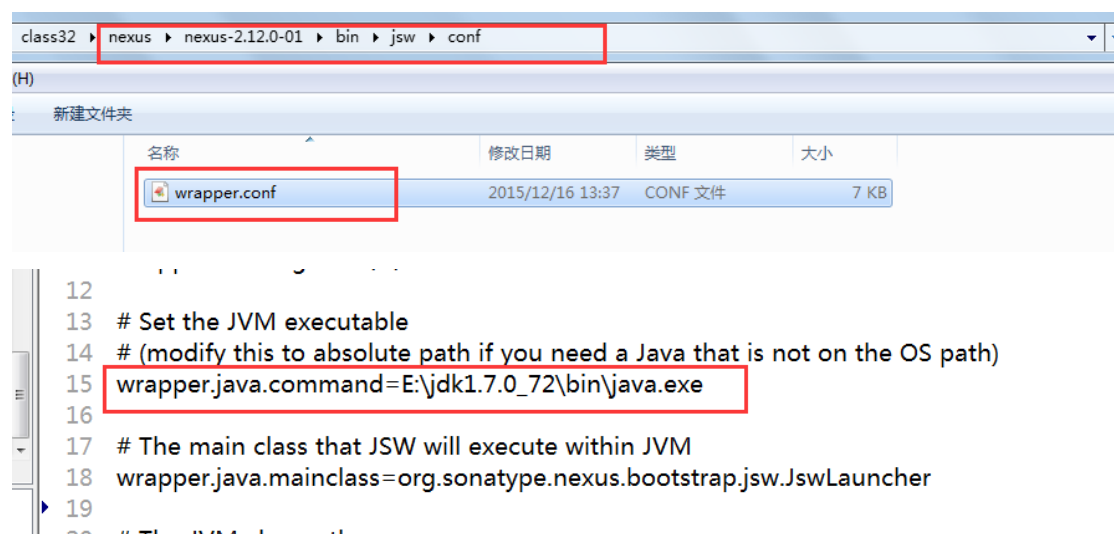 class32 ▸ nexus ▸ nexus-2.12.0-01 ▸ bin ▸ jsw ▸ conf
(H)
新建文件夹
名称 修改日期 类型 大小
wrapper.conf 2015/12/16 13:37 CONF 文件 7 KB
12
13 # Set the JVM executable
14 # (modify this to absolute path if you need a Java that is not on the OS path)
15 wrapper.java.command=E:\jdk1.7.0_72\bin\java.exe
16
17 # The main class that JSW will execute within JVM
18 wrapper.java.mainclass=org.sonatype.nexus.bootstrap.jsw.JswLauncher
19